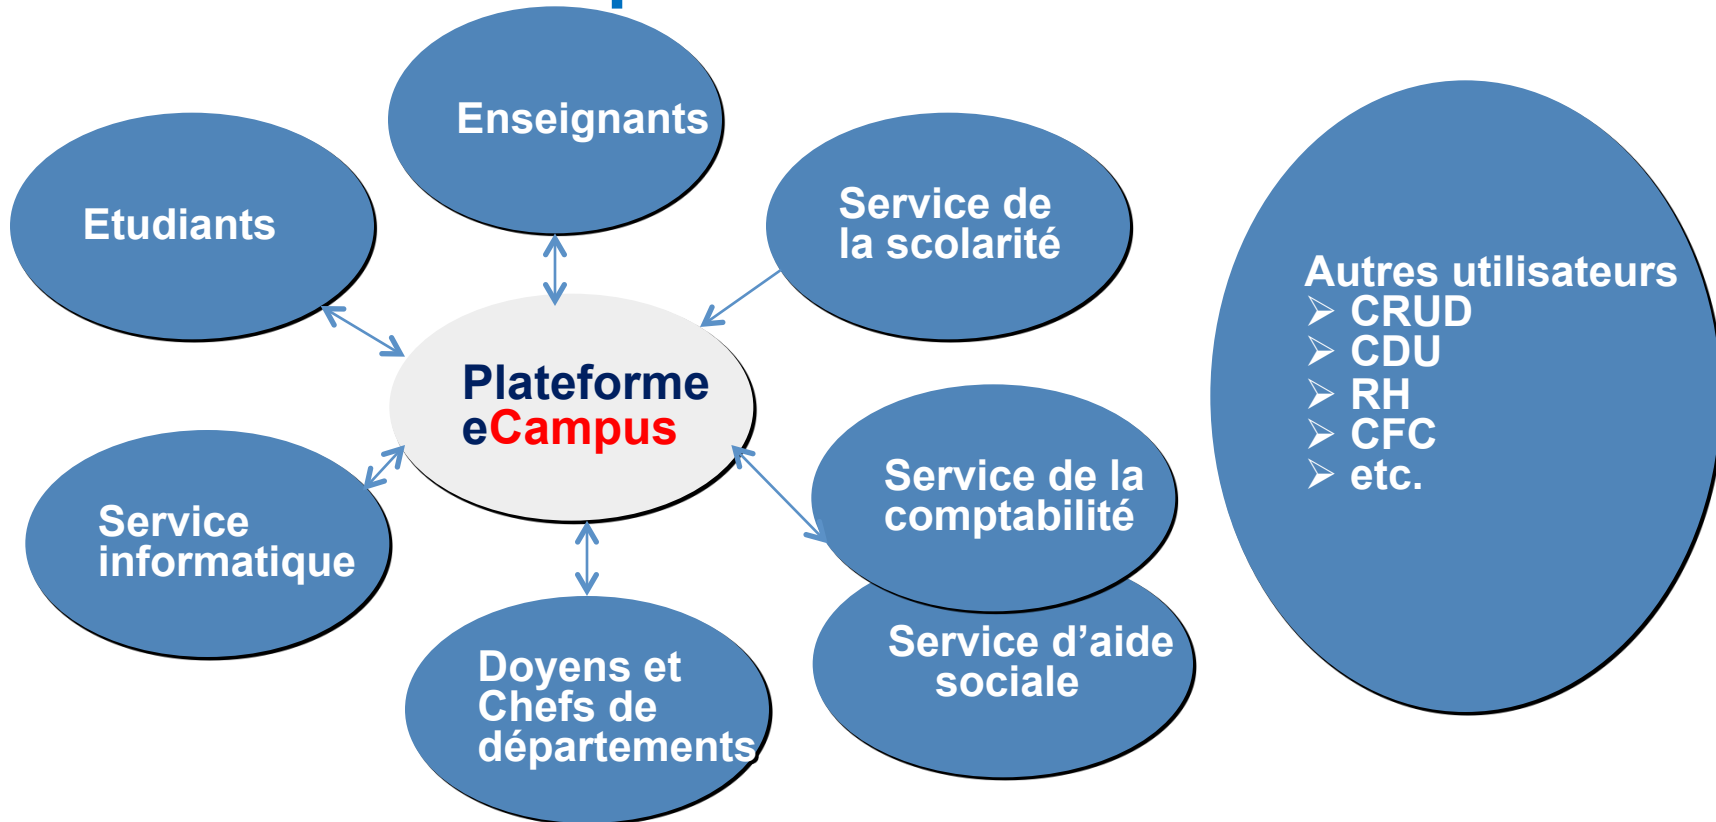 Enseignants
Etudiants
Service de
la scolarité
Plateforme
eCampus
Service
informatique
Doyens et
Chefs de
départements
Service de la
comptabilité
Service d’aide
sociale
Autres utilisateurs
➢ CRUD
➢ CDU
➢ RH
➢ CFC
➢ etc.